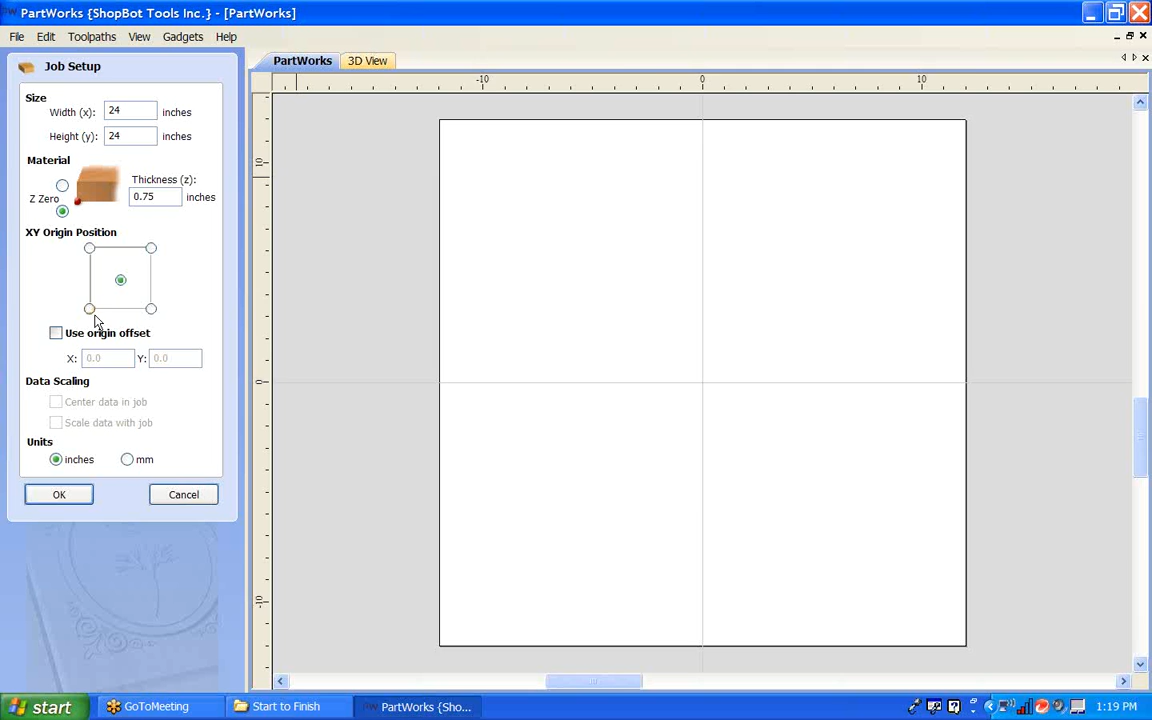 PartWorks {ShopBot Tools Inc.} - [PartWorks]
File Edit Toolpaths View Gadgets Help
Job Setup
PartWorks 3D View
Size
Width (x): 24 inches
Height (y): 24 inches
Material
Thickness (z):
Z Zero 0.75 inches
XY Origin Position
Use origin offset
X: 0.0 Y: 0.0
Data Scaling
Center data in job
Scale data with job
Units
inches mm
OK Cancel
-10 0 10
10
0
-10
start GoToMeeting Start to Finish PartWorks {Sho... 1:19 PM